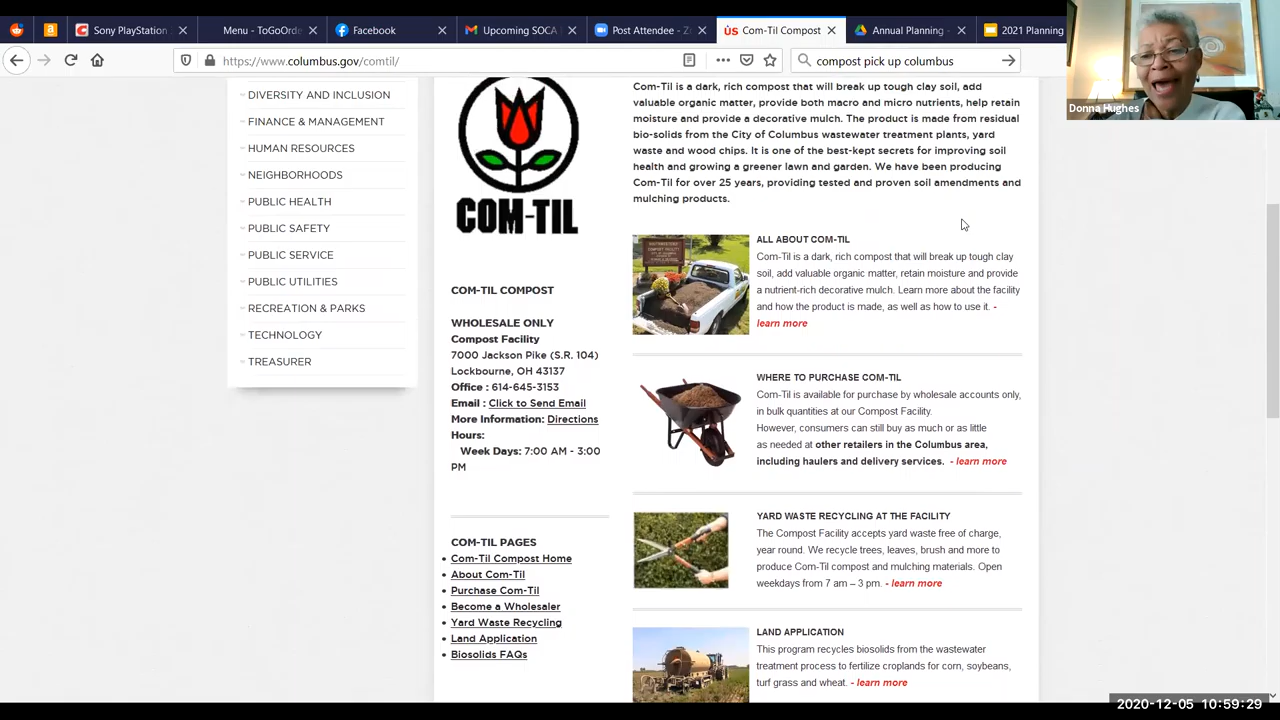 Sony PlayStation
Menu - ToGoOrd
Facebook
Upcoming SOCA
Post Attendee - Z
Com-Til Compost
Annual Planning -
2021 Planning
https://www.columbus.gov/comtil/
compost pick up columbus
Donna Hughes
DIVERSITY AND INCLUSION
FINANCE & MANAGEMENT
HUMAN RESOURCES
NEIGHBORHOODS
PUBLIC HEALTH
PUBLIC SAFETY
PUBLIC SERVICE
PUBLIC UTILITIES
RECREATION & PARKS
TECHNOLOGY
TREASURER
COM-TIL
COM-TIL COMPOST
WHOLESALE ONLY
Compost Facility
7000 Jackson Pike (S.R. 104)
Lockbourne, OH 43137
Office : 614-645-3153
Email : Click to Send Email
More Information: Directions
Hours:
Week Days: 7:00 AM - 3:00
PM
COM-TIL PAGES
• Com-Til Compost Home
• About Com-Til
• Purchase Com-Til
• Become a Wholesaler
• Yard Waste Recycling
• Land Application
• Biosolids FAQs
Com-Til is a dark, rich compost that will break up tough clay soil, add
valuable organic matter, provide both macro and micro nutrients, help retain
moisture and provide a decorative mulch. The product is made from residual
bio-solids from the City of Columbus wastewater treatment plants, yard
waste and wood chips. It is one of the best-kept secrets for improving soil
health and growing a greener lawn and garden. We have been producing
Com-Til for over 25 years, providing tested and proven soil amendments and
mulching products.
ALL ABOUT COM-TIL
Com-Til is a dark, rich compost that will break up tough clay
soil, add valuable organic matter, retain moisture and provide
a nutrient-rich decorative mulch. Learn more about the facility
and how the product is made, as well as how to use it. -
learn more
WHERE TO PURCHASE COM-TIL
Com-Til is available for purchase by wholesale accounts only,
in bulk quantities at our Compost Facility.
However, consumers can still buy as much or as little
as needed at other retailers in the Columbus area,
including haulers and delivery services. - learn more
YARD WASTE RECYCLING AT THE FACILITY
The Compost Facility accepts yard waste free of charge,
year round. We recycle trees, leaves, brush and more to
produce Com-Til compost and mulching materials. Open
weekdays from 7 am – 3 pm. - learn more
LAND APPLICATION
This program recycles biosolids from the wastewater
treatment process to fertilize croplands for corn, soybeans,
turf grass and wheat. - learn more
2020-12-05 10:59:29